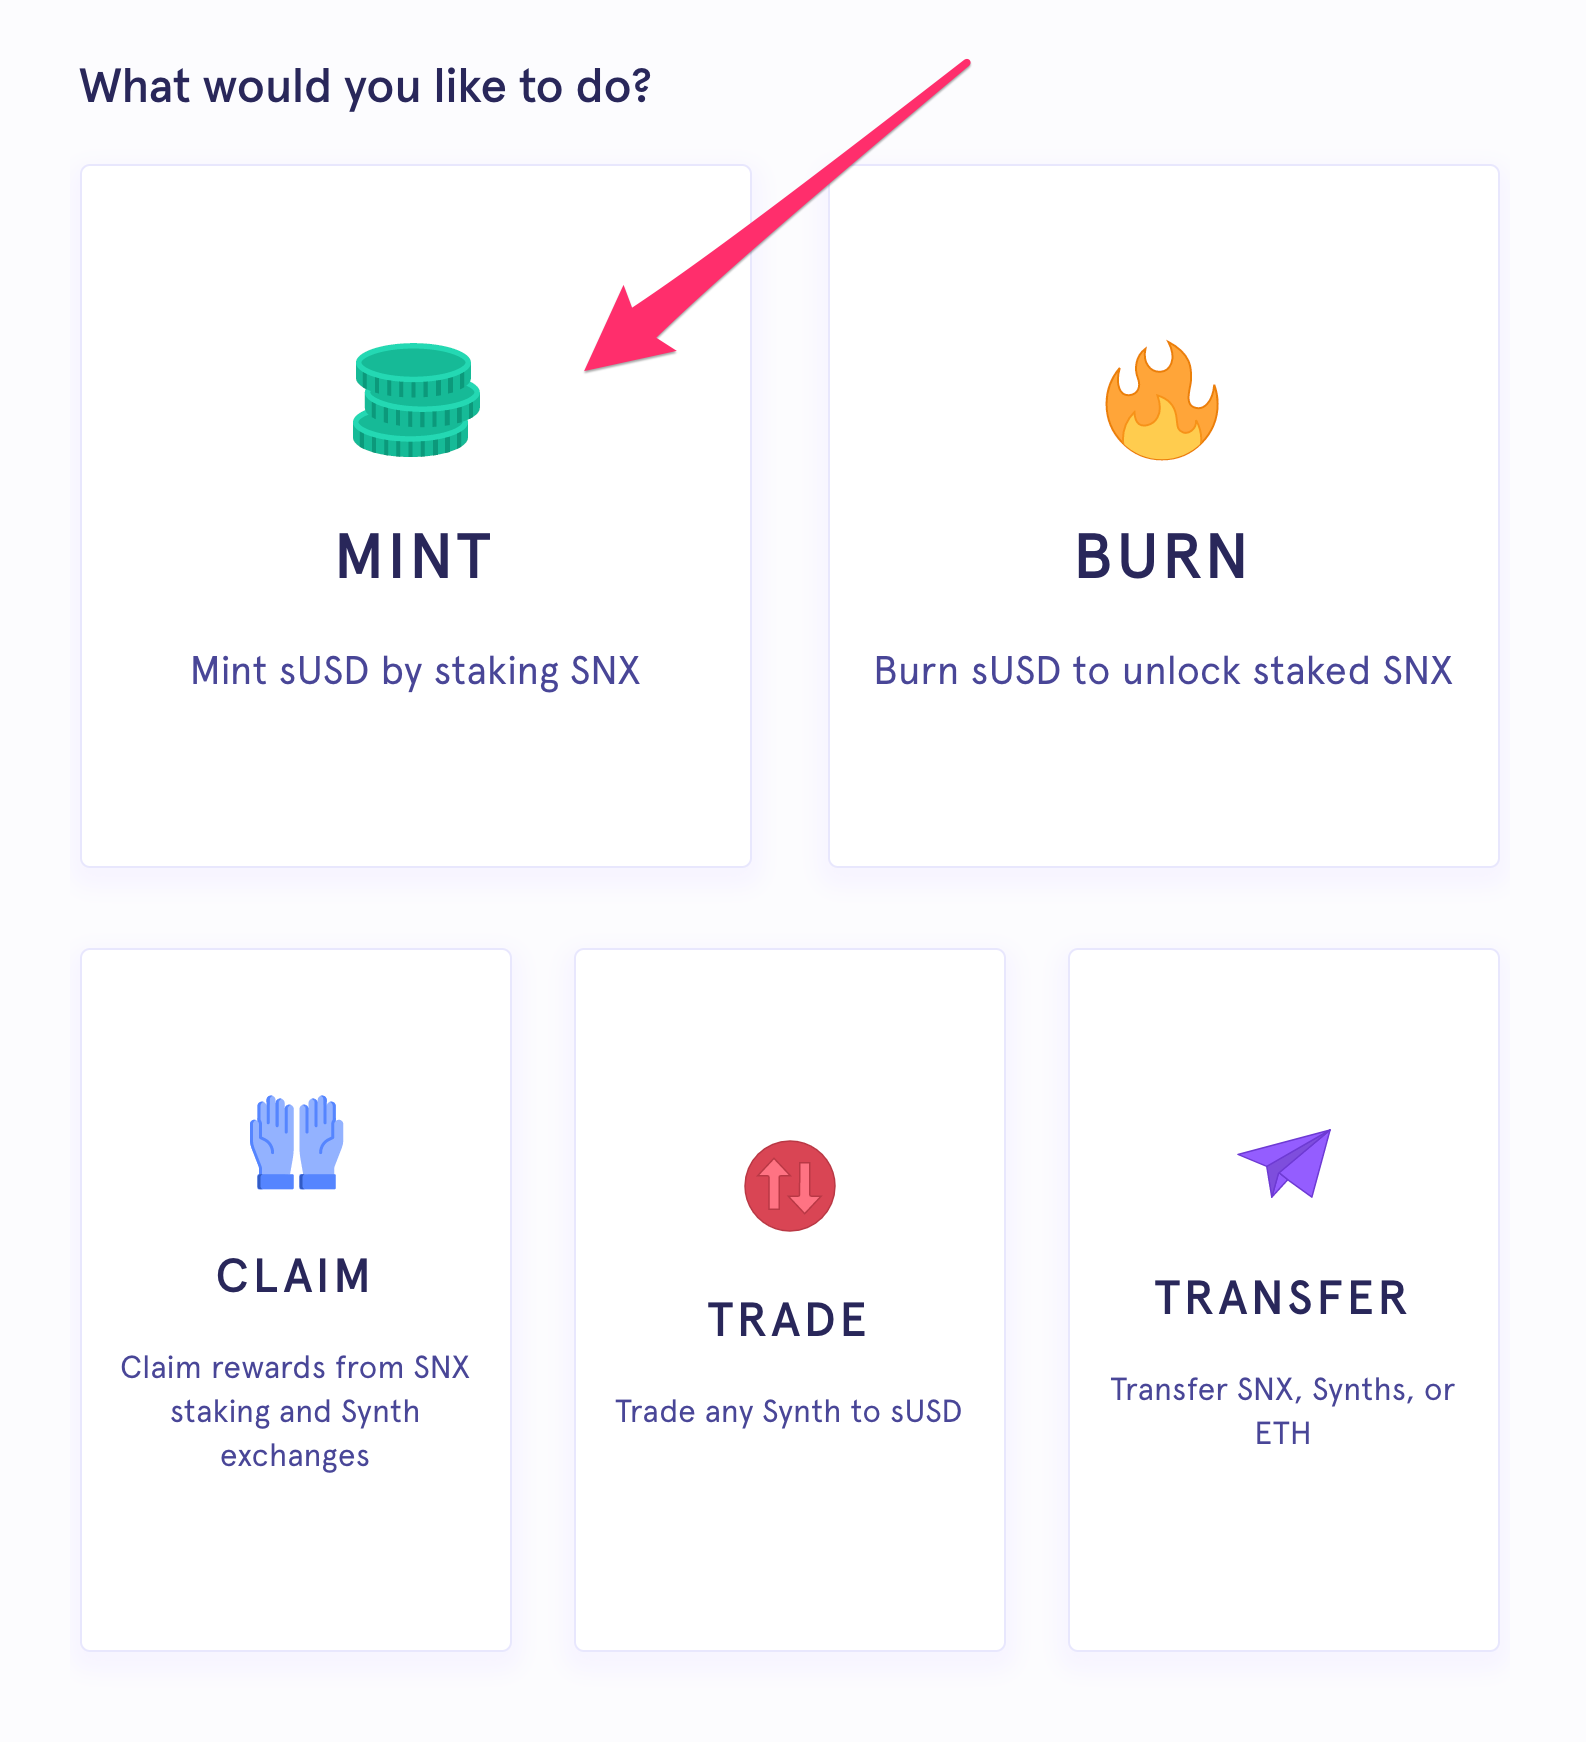 What would you like to do?
MINT
Mint sUSD by staking SNX
BURN
Burn sUSD to unlock staked SNX
CLAIM
Claim rewards from SNX
staking and Synth
exchanges
TRADE
Trade any Synth to sUSD
TRANSFER
Transfer SNX, Synths, or
ETH